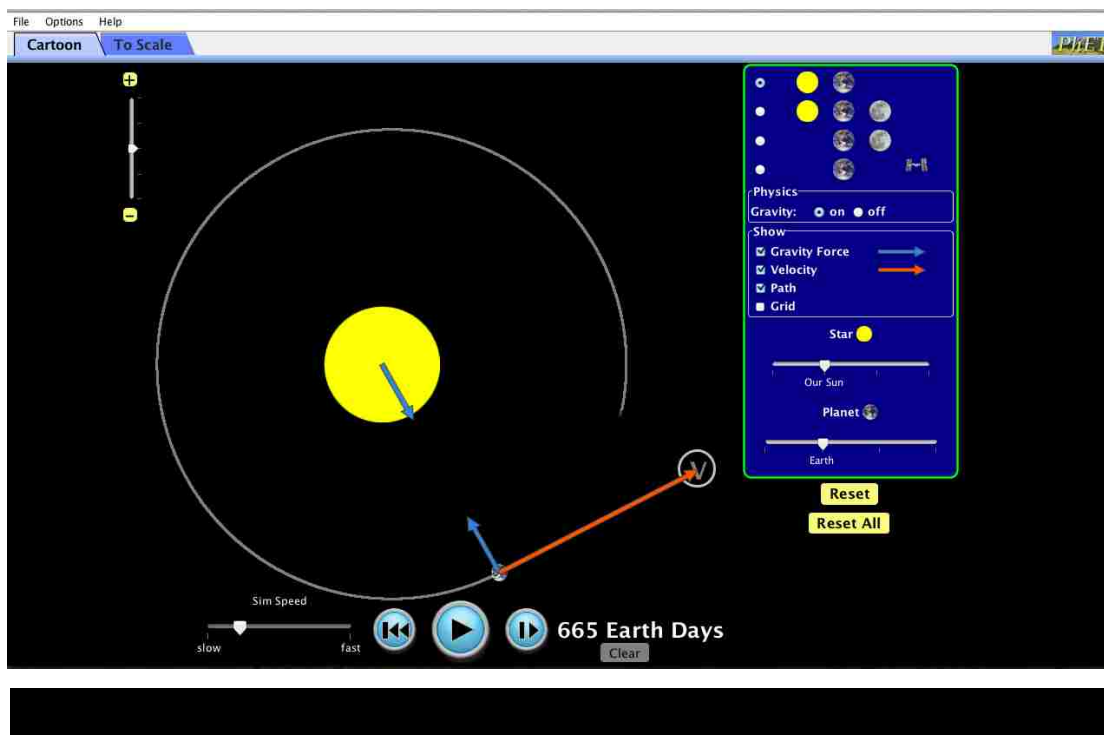 File Options Help
Cartoon To Scale
PhET
+
−
Physics
Gravity: on off
Show
Gravity Force
Velocity
Path
Grid
Star
Our Sun
Planet
Earth
V
Reset
Reset All
Sim Speed
slow fast
665 Earth Days
Clear